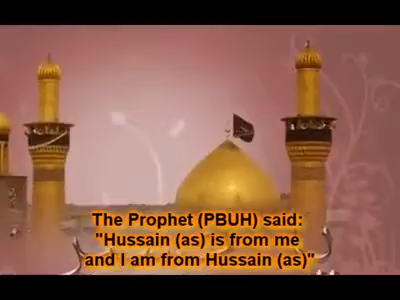 The Prophet (PBUH) said:
"Hussain (as) is from me
and I am from Hussain (as)"